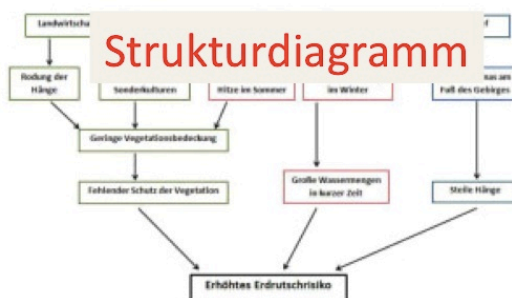 Strukturdiagramm
Rodung der
Hänge
Sonderkulturen
Hitze im Sommer
im Winter
am
Fuß des Gebirges
Geringe Vegetationsbedeckung
Fehlender Schutz der Vegetation
Große Wassermengen
in kurzer Zeit
Steile Hänge
Erhöhtes Erdrutschrisiko